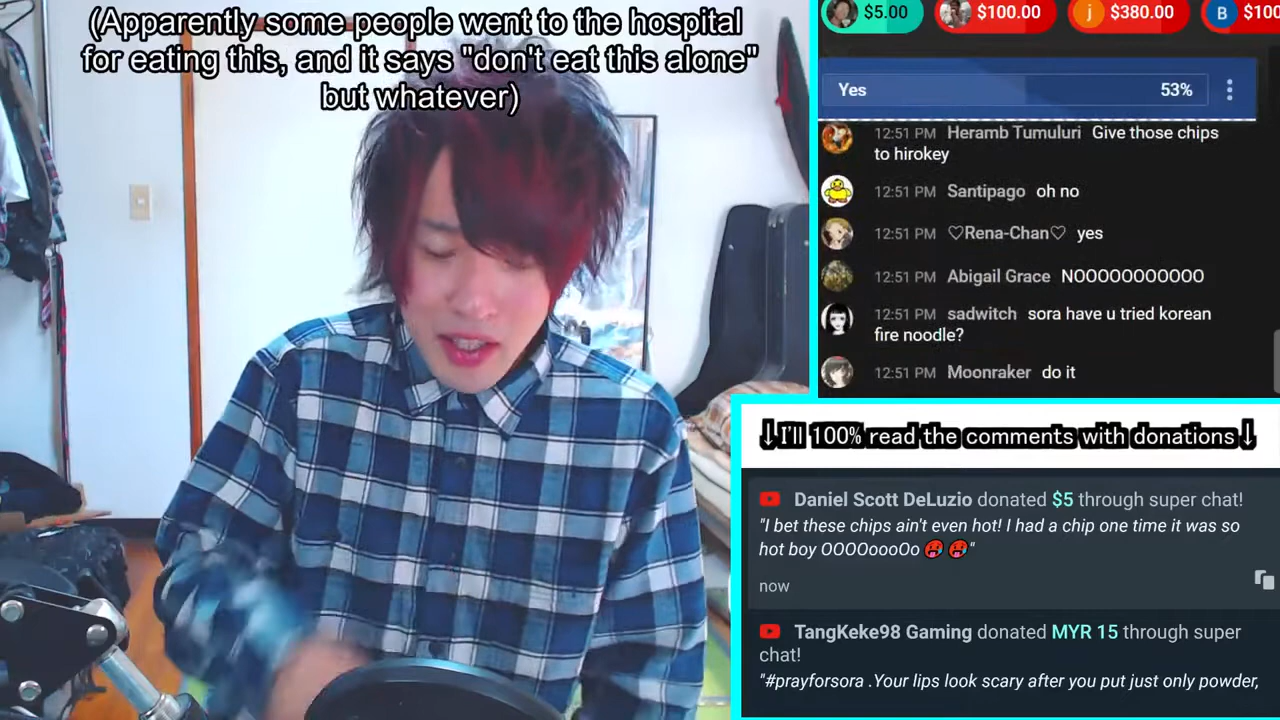 (Apparently some people went to the hospital
for eating this, and it says "don't eat this alone"
but whatever)
$5.00
$100.00
j $380.00
B
Yes 53%
12:51 PM Heramb Tumuluri Give those chips
to hirokey
12:51 PM Santipago oh no
12:51 PM ♡Rena-Chan♡ yes
12:51 PM Abigail Grace NOOOOOOOOOOO
12:51 PM sadwitch sora have u tried korean
fire noodle?
12:51 PM Moonraker do it
↓I'll 100% read the comments with donations↓
Daniel Scott DeLuzio donated $5 through super chat!
"I bet these chips ain't even hot! I had a chip one time it was so
hot boy OOOOoooOo 🥵 🥵"
now
TangKeke98 Gaming donated MYR 15 through super
chat!
"#prayforsora .Your lips look scary after you put just only powder,